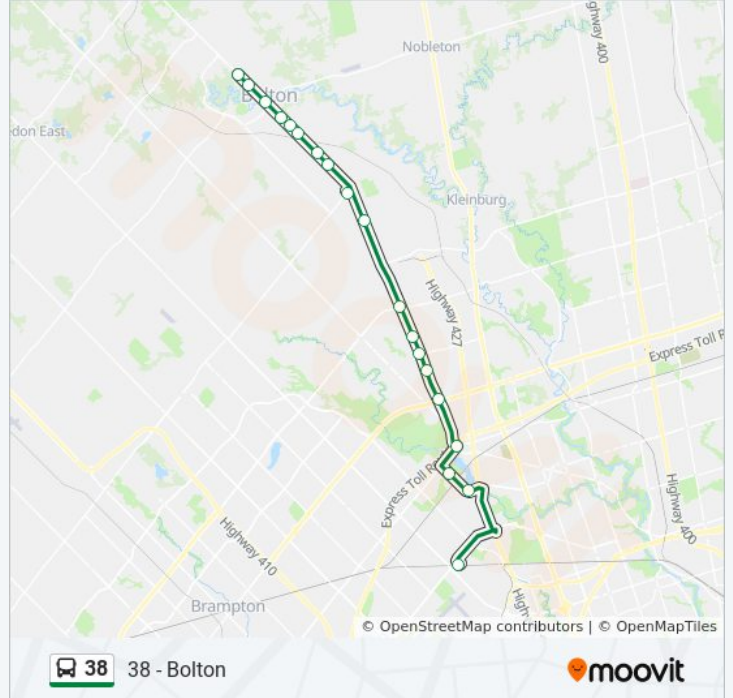 Nobleton
Highway 400
Bolton
don East
Kleinburg
Highway 427
Express Toll R
Express Toll Ro
Highway 400
Highway 410
Brampton
High
© OpenStreetMap contributors | © OpenMapTiles
38 38 - Bolton
moovit